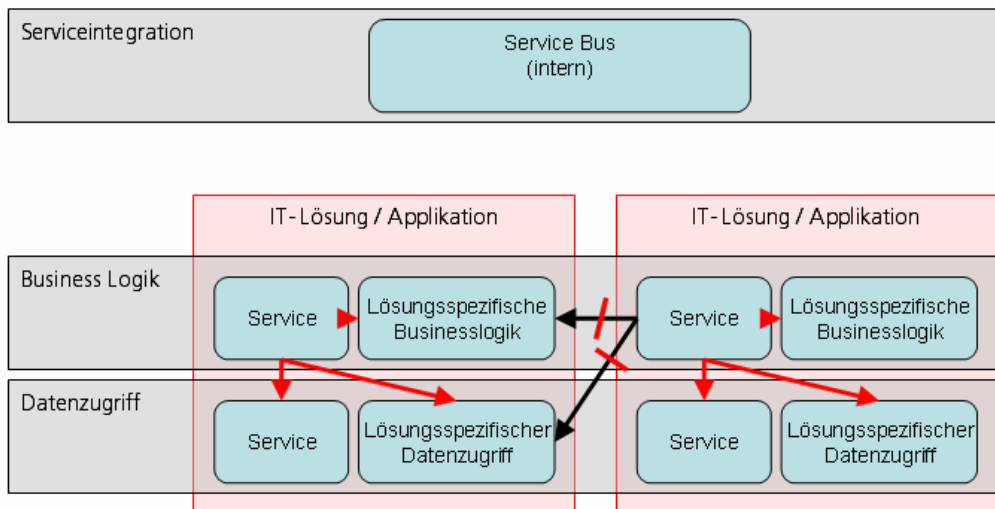 Serviceintegration
Service Bus
(intern)
IT-Lösung / Applikation
IT-Lösung / Applikation
Business Logik
Service
Lösungsspezifische
Businesslogik
Service
Lösungsspezifische
Businesslogik
Datenzugriff
Service
Lösungsspezifischer
Datenzugriff
Service
Lösungsspezifischer
Datenzugriff